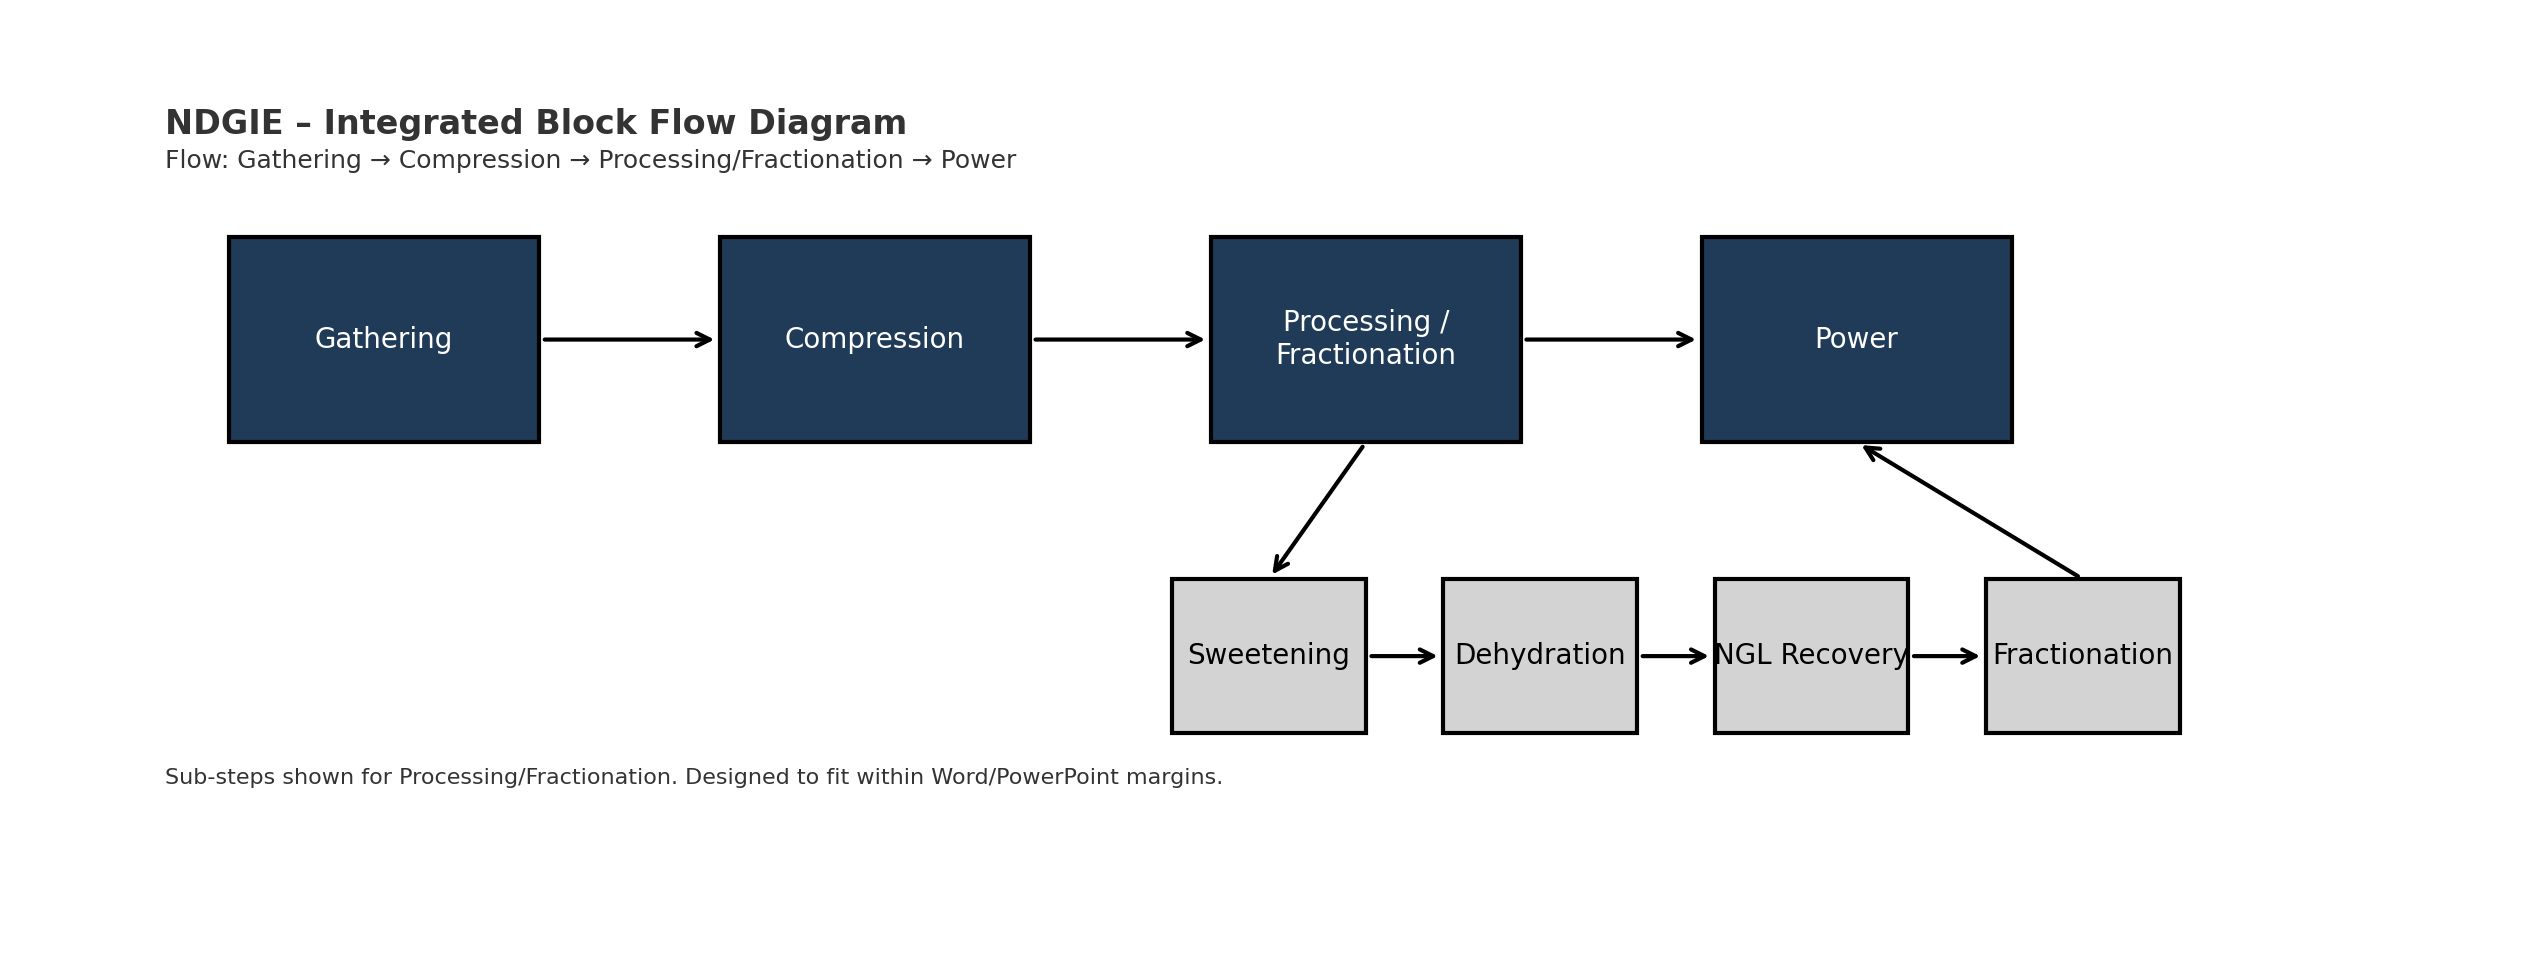 NDGIE – Integrated Block Flow Diagram
Flow: Gathering → Compression → Processing/Fractionation → Power
Gathering
Compression
Processing /
Fractionation
Power
Sweetening
Dehydration
NGL Recovery
Fractionation
Sub-steps shown for Processing/Fractionation. Designed to fit within Word/PowerPoint margins.